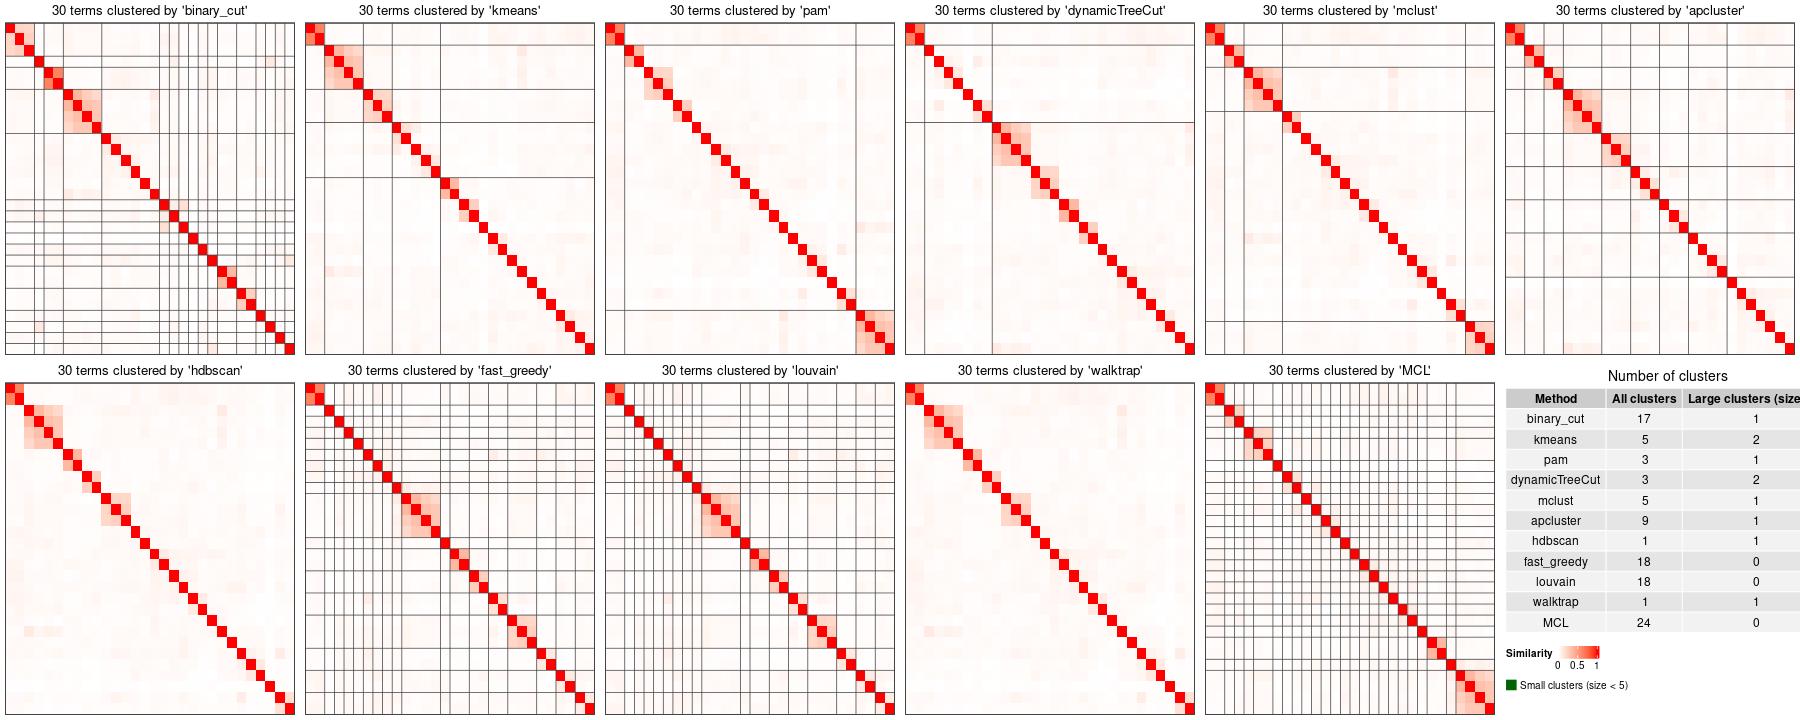 30 terms clustered by 'binary_cut'
30 terms clustered by 'kmeans'
30 terms clustered by 'pam'
30 terms clustered by 'dynamicTreeCut'
30 terms clustered by 'mclust'
30 terms clustered by 'apcluster'
30 terms clustered by 'hdbscan'
30 terms clustered by 'fast_greedy'
30 terms clustered by 'louvain'
30 terms clustered by 'walktrap'
30 terms clustered by 'MCL'
Number of clusters
Method All clusters Large clusters (size
binary_cut 17 1
kmeans 5 2
pam 3 1
dynamicTreeCut 3 2
mclust 5 1
apcluster 9 1
hdbscan 1 1
fast_greedy 18 0
louvain 18 0
walktrap 1 1
MCL 24 0
Similarity
0 0.5 1
Small clusters (size < 5)